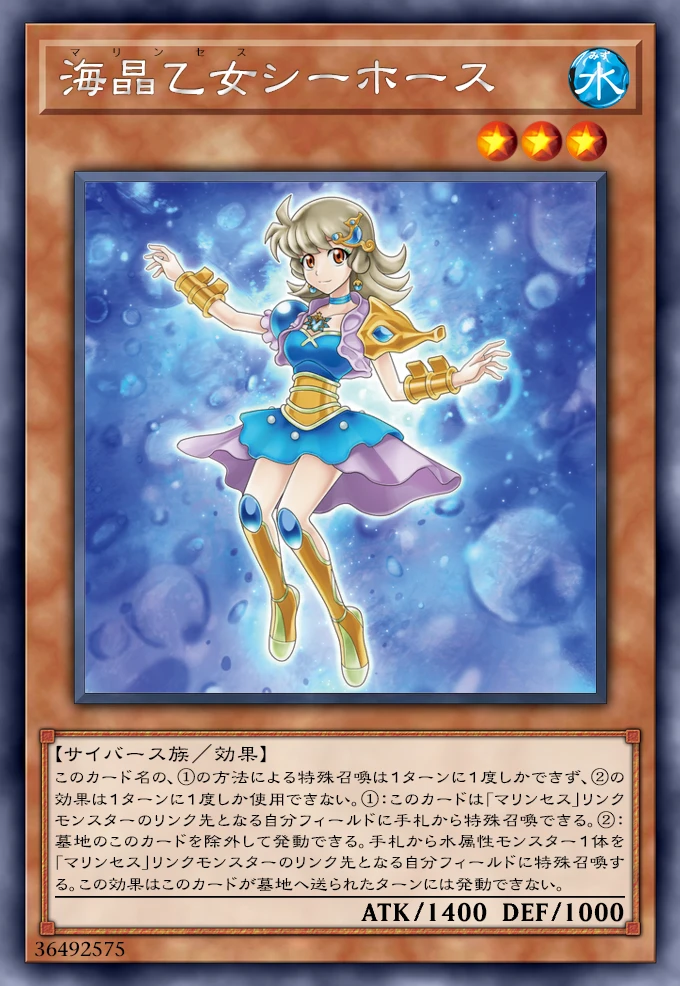 マリンセス
海晶乙女シーホース
みず
水
【サイバース族／効果】
このカード名の、①の方法による特殊召喚は１ターンに１度しかできず、②の
効果は１ターンに１度しか使用できない。①：このカードは「マリンセス」リンク
モンスターのリンク先となる自分フィールドに手札から特殊召喚できる。②：
墓地のこのカードを除外して発動できる。手札から水属性モンスター１体を
「マリンセス」リンクモンスターのリンク先となる自分フィールドに特殊召喚す
る。この効果はこのカードが墓地へ送られたターンには発動できない。
ATK/1400 DEF/1000
36492575